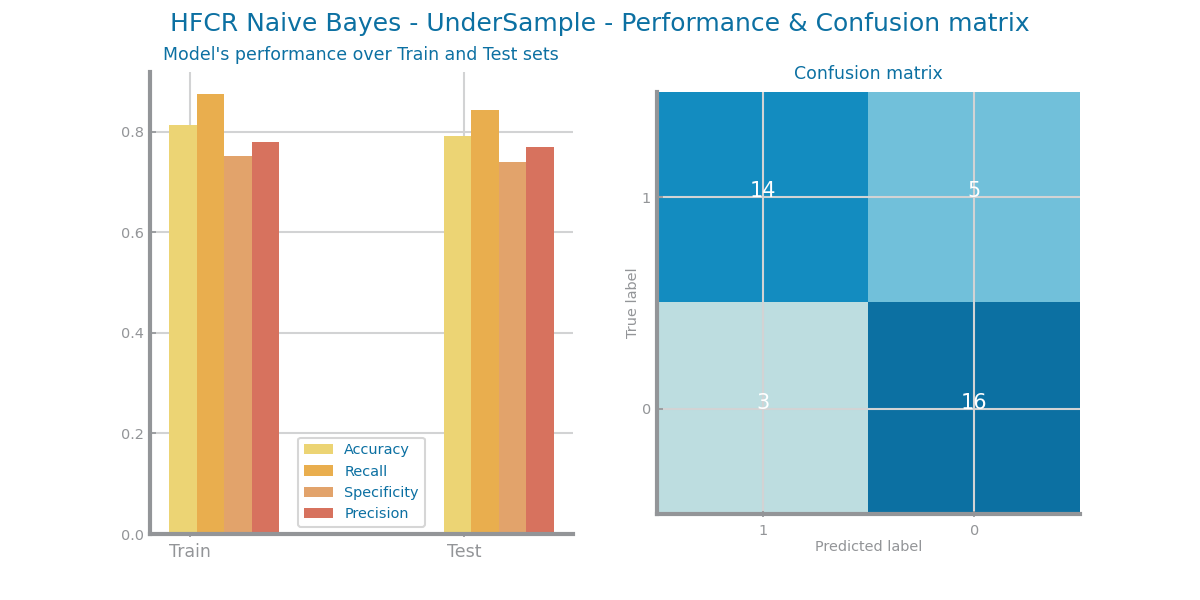 HFCR Naive Bayes - UnderSample - Performance & Confusion matrix
Model's performance over Train and Test sets
0.8
0.6
0.4
0.2
0.0
Train
Test
Accuracy
Recall
Specificity
Precision
Confusion matrix
True label
1
0
14
5
3
16
1
0
Predicted label